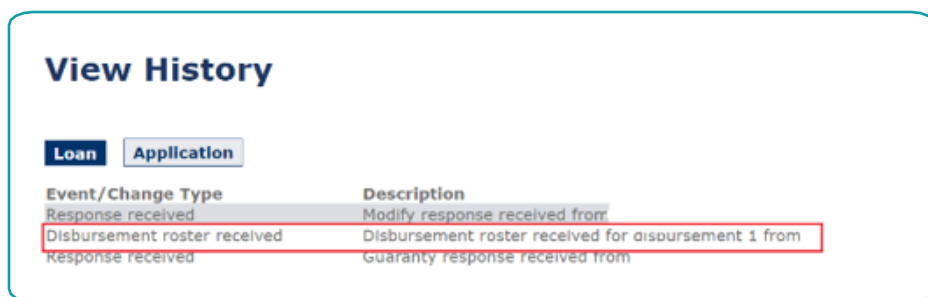 View History
Loan Application
Event/Change Type Description
Response received Modify response received from
Disbursement roster received Disbursement roster received for disbursement 1 from
Response received Guaranty response received from